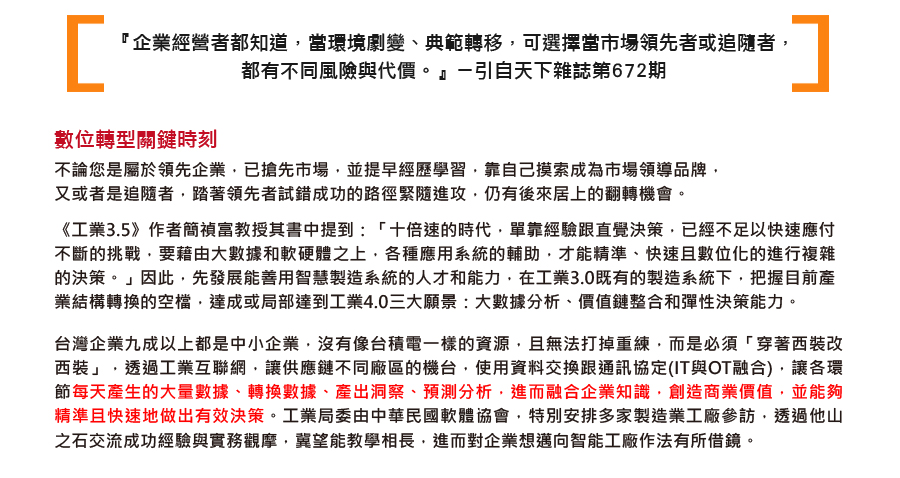 『企業經營者都知道，當環境劇變、典範轉移，可選擇當市場領先者或追隨者，
都有不同風險與代價。』－引自天下雜誌第672期
數位轉型關鍵時刻
不論您是屬於領先企業，已搶先市場，並提早經歷學習，靠自己摸索成為市場領導品牌，
又或者是追隨者，踏著領先者試錯成功的路徑緊隨進攻，仍有後來居上的翻轉機會。
《工業3.5》作者簡禎富教授其書中提到：「十倍速的時代，單靠經驗跟直覺決策，已經不足以快速應付
不斷的挑戰，要藉由大數據和軟硬體之上，各種應用系統的輔助，才能精準、快速且數位化的進行複雜
的決策。」因此，先發展能善用智慧製造系統的人才和能力，在工業3.0既有的製造系統下，把握目前產
業結構轉換的空檔，達成或局部達到工業4.0三大願景：大數據分析、價值鏈整合和彈性決策能力。
台灣企業九成以上都是中小企業，沒有像台積電一樣的資源，且無法打掉重練，而是必須「穿著西裝改
西裝」，透過工業互聯網，讓供應鏈不同廠區的機台，使用資料交換跟通訊協定(IT與OT融合)，讓各環
節每天產生的大量數據、轉換數據、產出洞察、預測分析，進而融合企業知識，創造商業價值，並能夠
精準且快速地做出有效決策。工業局委由中華民國軟體協會，特別安排多家製造業工廠參訪，透過他山
之石交流成功經驗與實務觀摩，冀望能教學相長，進而對企業想邁向智能工廠作法有所借鏡。